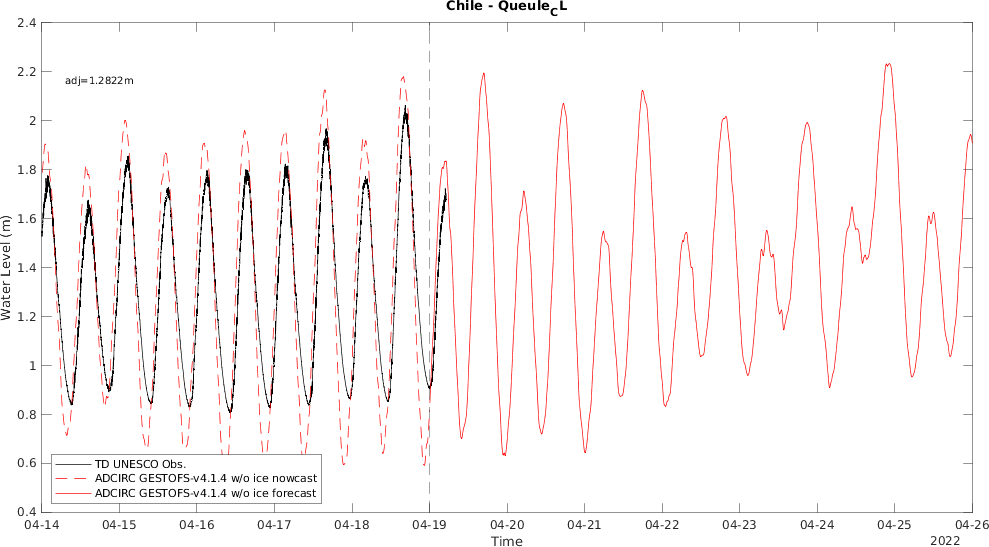 Chile - Queule_CL
2.4
2.2
2
1.8
1.6
1.4
1.2
1
0.8
0.6
0.4
Water Level (m)
adj=1.2822m
TD UNESCO Obs.
ADCIRC GESTOFS-v4.1.4 w/o ice nowcast
ADCIRC GESTOFS-v4.1.4 w/o ice forecast
04-14 04-15 04-16 04-17 04-18 04-19 04-20 04-21 04-22 04-23 04-24 04-25 04-26
Time
2022